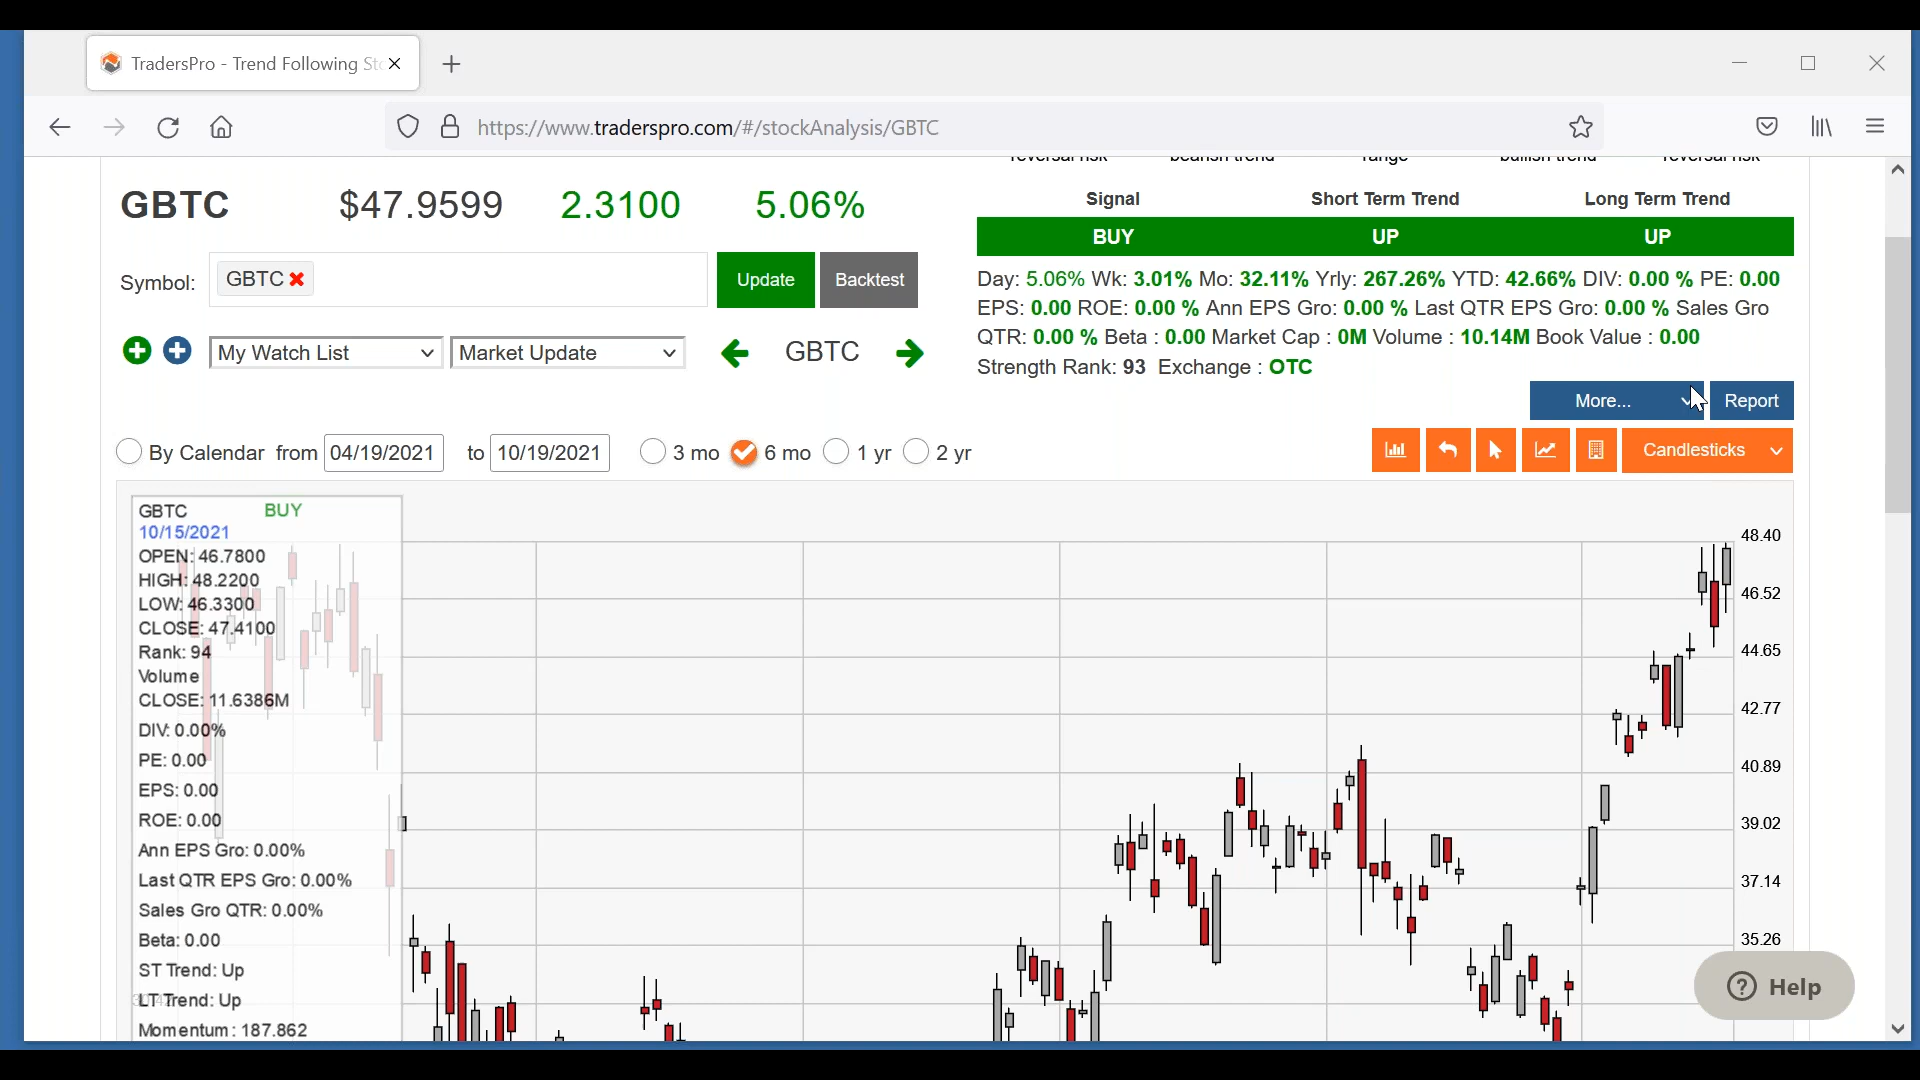 TradersPro - Trend Following Sto
https://www.traderspro.com/#/stockAnalysis/GBTC
reversal risk bearish trend range bullish trend reversal risk
GBTC $47.9599 2.3100 5.06%
Signal Short Term Trend Long Term Trend
BUY UP UP
Symbol: GBTC Update Backtest
Day: 5.06% Wk: 3.01% Mo: 32.11% Yrly: 267.26% YTD: 42.66% DIV: 0.00 % PE: 0.00
EPS: 0.00 ROE: 0.00 % Ann EPS Gro: 0.00 % Last QTR EPS Gro: 0.00 % Sales Gro
QTR: 0.00 % Beta : 0.00 Market Cap : 0M Volume : 10.14M Book Value : 0.00
Strength Rank: 93 Exchange : OTC
My Watch List Market Update GBTC
More... Report
By Calendar from 04/19/2021 to 10/19/2021 3 mo 6 mo 1 yr 2 yr
Candlesticks
GBTC BUY
10/15/2021
OPEN: 46.7800
HIGH: 48.2200
LOW: 46.3300
CLOSE: 47.4100
Rank: 94
Volume
CLOSE: 11.6386M
DIV: 0.00%
PE: 0.00
EPS: 0.00
ROE: 0.00
Ann EPS Gro: 0.00%
Last QTR EPS Gro: 0.00%
Sales Gro QTR: 0.00%
Beta: 0.00
ST Trend: Up
LT Trend: Up
Momentum: 187.862
48.40
46.52
44.65
42.77
40.89
39.02
37.14
35.26
Help